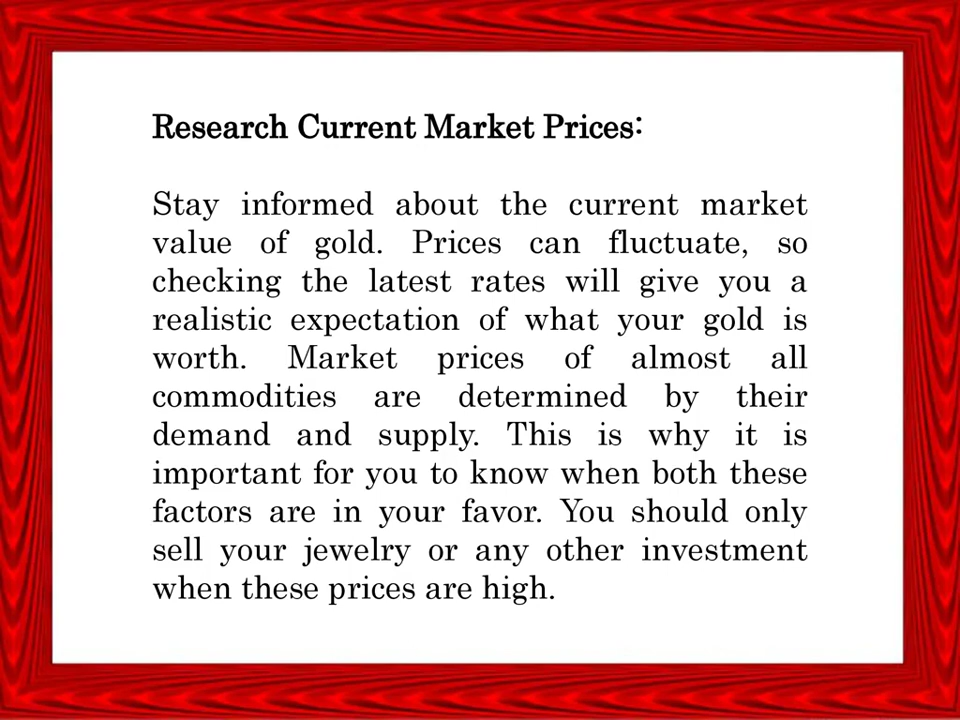 Research Current Market Prices:
Stay informed about the current market
value of gold. Prices can fluctuate, so
checking the latest rates will give you a
realistic expectation of what your gold is
worth. Market prices of almost all
commodities are determined by their
demand and supply. This is why it is
important for you to know when both these
factors are in your favor. You should only
sell your jewelry or any other investment
when these prices are high.